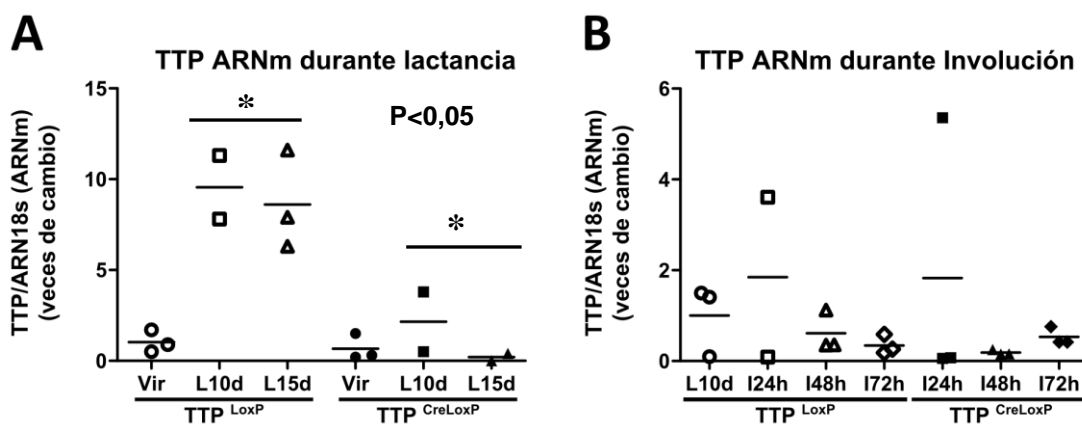 A
TTP ARNm durante lactancia
TTP/ARN18s (ARNm)
(veces de cambio)
15
10
5
0
*
P<0,05
*
Vir L10d L15d Vir L10d L15d
TTP LoxP TTP CreLoxP
B
TTP ARNm durante Involución
TTP/ARN18s (ARNm)
(veces de cambio)
6
4
2
0
L10d I24h I48h I72h I24h I48h I72h
TTP LoxP TTP CreLoxP